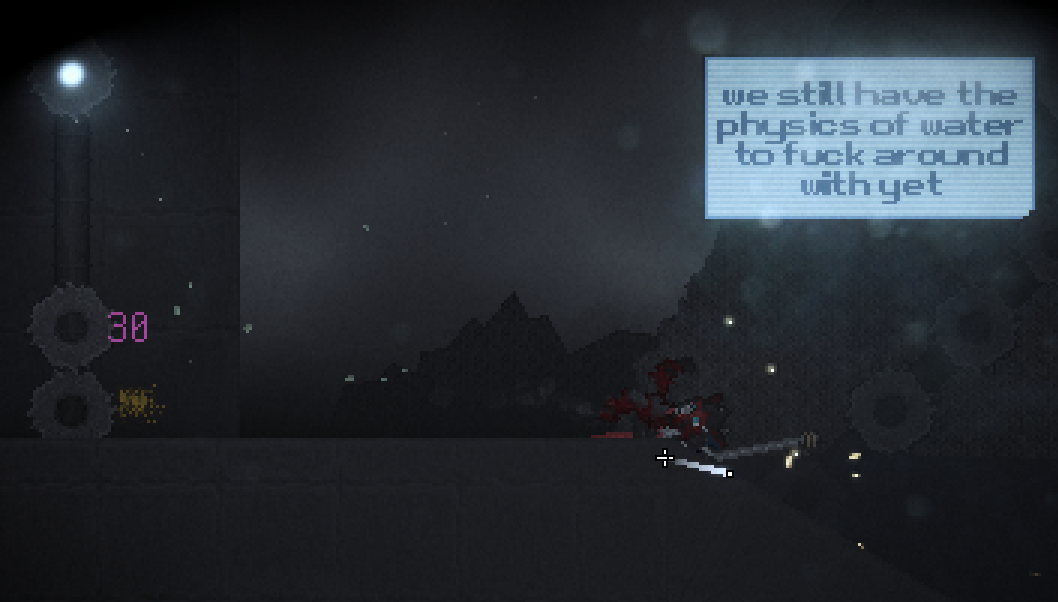 we still have the
physics of water
to fuck around
with yet
30